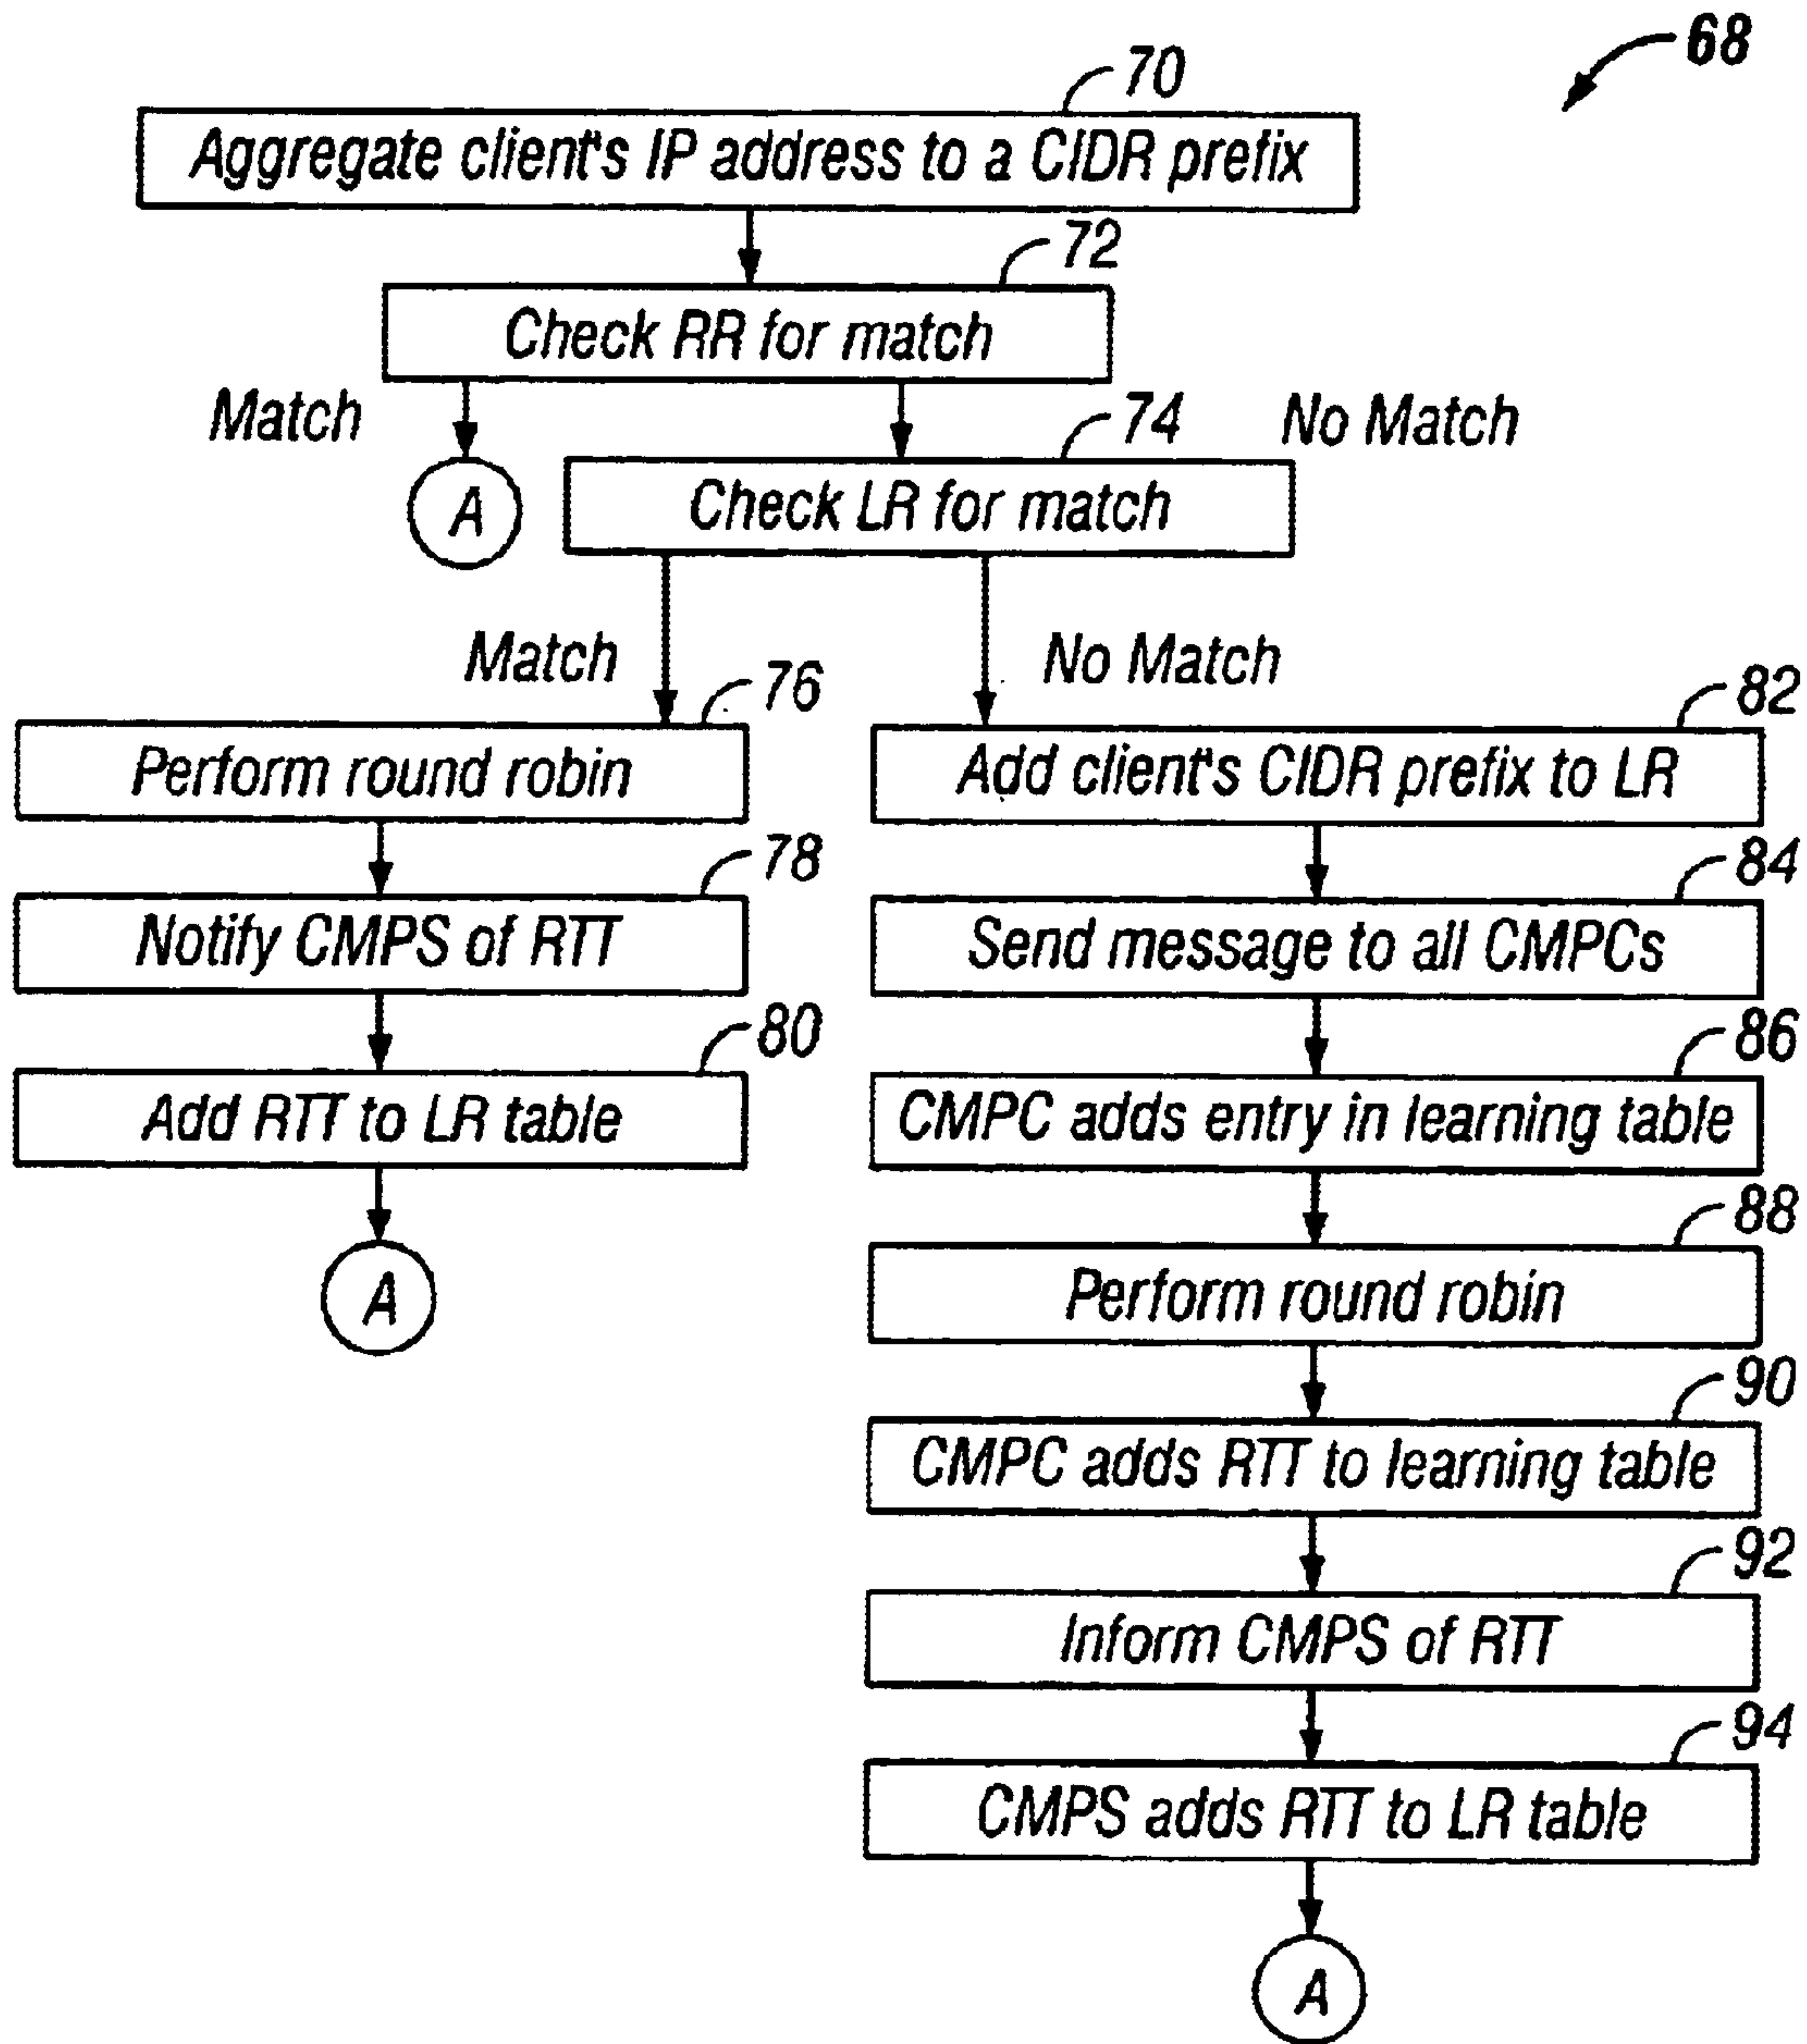 68
70
Aggregate client's IP address to a CIDR prefix
72
Check RR for match
Match
No Match
74
A
Check LR for match
Match
No Match
76
Perform round robin
78
Notify CMPS of RTT
80
Add RTT to LR table
A
82
Add client's CIDR prefix to LR
84
Send message to all CMPCs
86
CMPC adds entry in learning table
88
Perform round robin
90
CMPC adds RTT to learning table
92
Inform CMPS of RTT
94
CMPS adds RTT to LR table
A